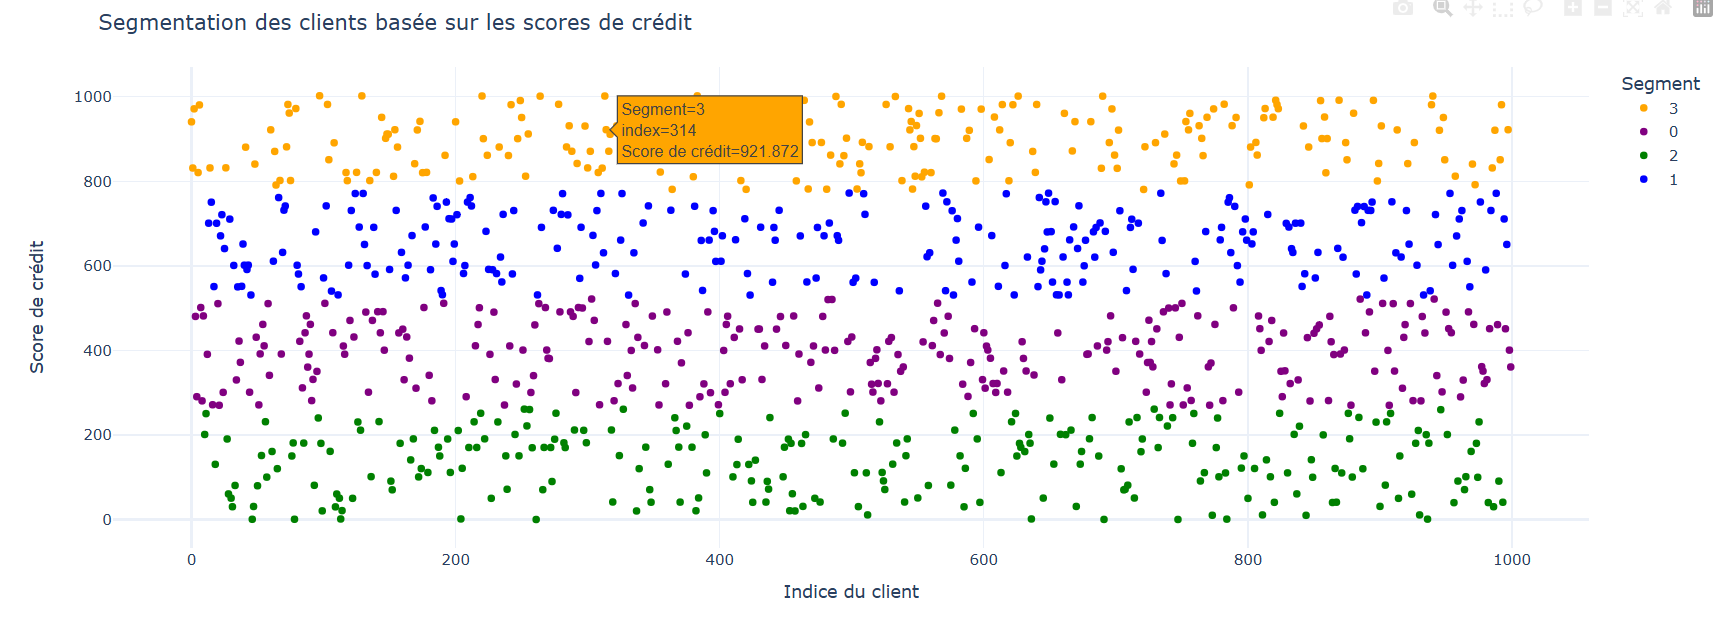 Segmentation des clients basée sur les scores de crédit
Segment
3
0
2
1
Segment=3
index=314
Score de crédit=921.872
Score de crédit
1000
800
600
400
200
0
0
200
400
600
800
1000
Indice du client